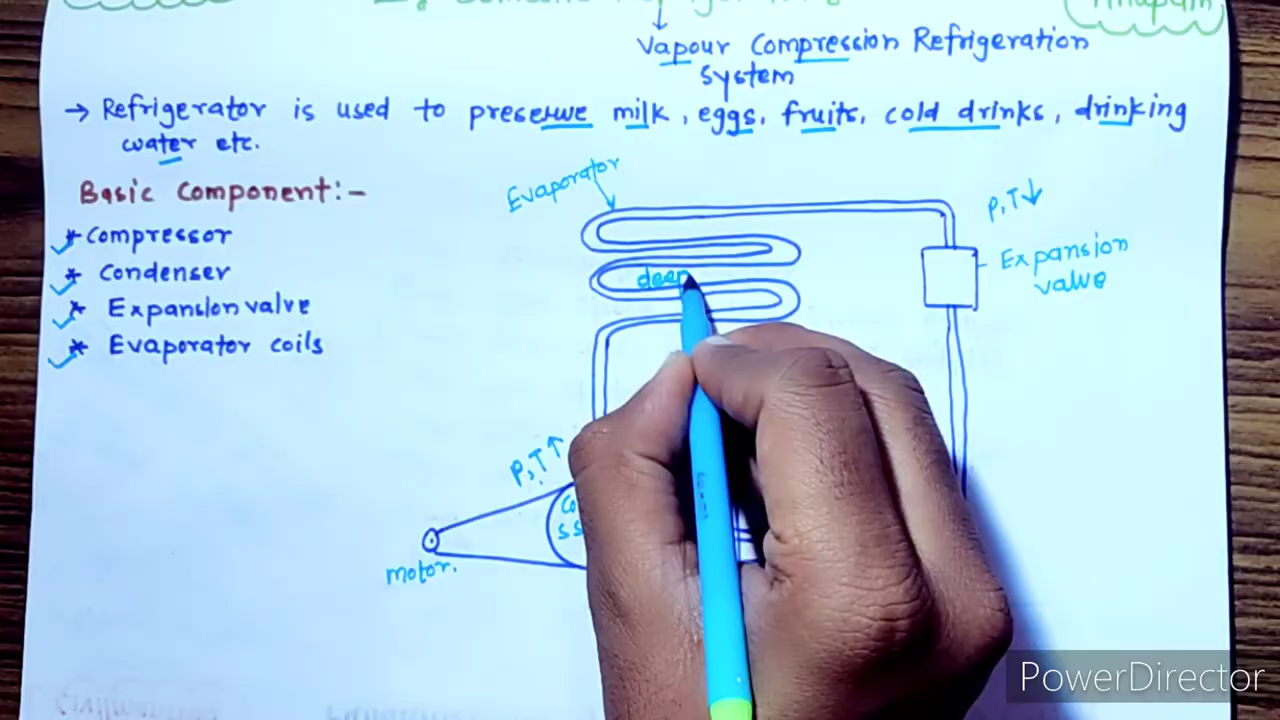 Vapour Compression Refrigeration
System
→ Refrigerator is used to preserve milk, eggs, fruits, cold drinks, drinking
water etc.
Basic Component:-
* Compressor
* Condenser
* Expansion valve
* Evaporator coils
Evaporator
P,T↓
Expansion
valve
deep
P,T↑
motor.
PowerDirector